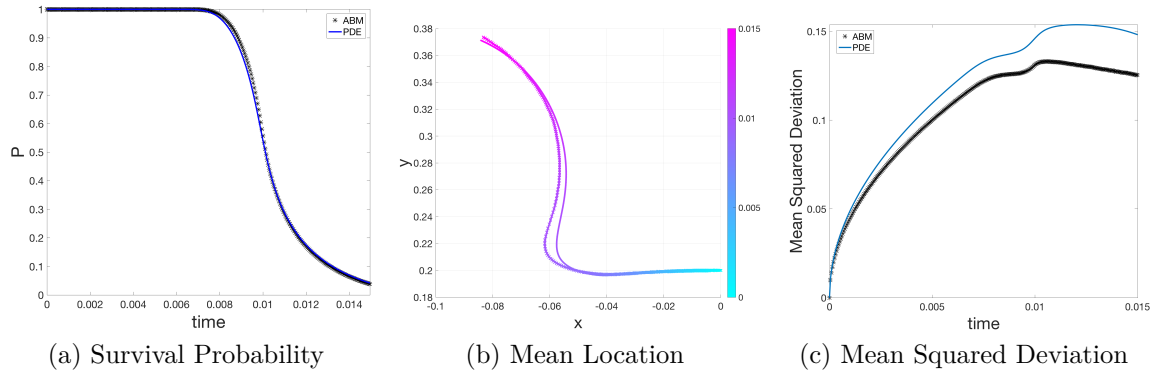 1
0.9
0.8
0.7
0.6
0.5
0.4
0.3
0.2
0.1
0
P
ABM
PDE
0 0.002 0.004 0.006 0.008 0.01 0.012 0.014
time
(a) Survival Probability
0.38
0.36
0.34
0.32
0.3
0.28
0.26
0.24
0.22
0.2
0.18
y
-0.1 -0.08 -0.06 -0.04 -0.02 0
x
0.015
0.01
0.005
0
(b) Mean Location
0.15
0.1
0.05
0
Mean Squared Deviation
ABM
PDE
0 0.005 0.01 0.015
time
(c) Mean Squared Deviation